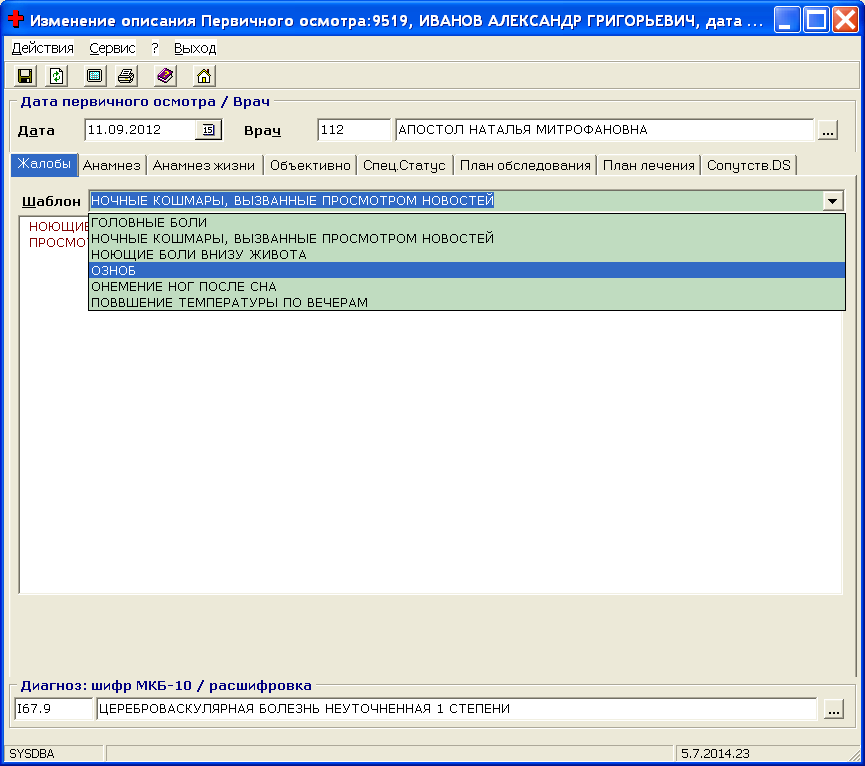 Изменение описания Первичного осмотра:9519, ИВАНОВ АЛЕКСАНДР ГРИГОРЬЕВИЧ, дата ...
Действия Сервис ? Выход
Дата первичного осмотра / Врач
Дата 11.09.2012 15 Врач 112 АПОСТОЛ НАТАЛЬЯ МИТРОФАНОВНА ...
Жалобы Анамнез Анамнез жизни Объективно Спец.Статус План обследования План лечения Сопутств.DS
Шаблон НОЧНЫЕ КОШМАРЫ, ВЫЗВАННЫЕ ПРОСМОТРОМ НОВОСТЕЙ
НОЮЩИЕ
ПРОСМО
ГОЛОВНЫЕ БОЛИ
НОЧНЫЕ КОШМАРЫ, ВЫЗВАННЫЕ ПРОСМОТРОМ НОВОСТЕЙ
НОЮЩИЕ БОЛИ ВНИЗУ ЖИВОТА
ОЗНОБ
ОНЕМЕНИЕ НОГ ПОСЛЕ СНА
ПОВВШЕНИЕ ТЕМПЕРАТУРЫ ПО ВЕЧЕРАМ
Диагноз: шифр МКБ-10 / расшифровка
I67.9 ЦЕРЕБРОВАСКУЛЯРНАЯ БОЛЕЗНЬ НЕУТОЧНЕННАЯ 1 СТЕПЕНИ ...
SYSDBA 5.7.2014.23